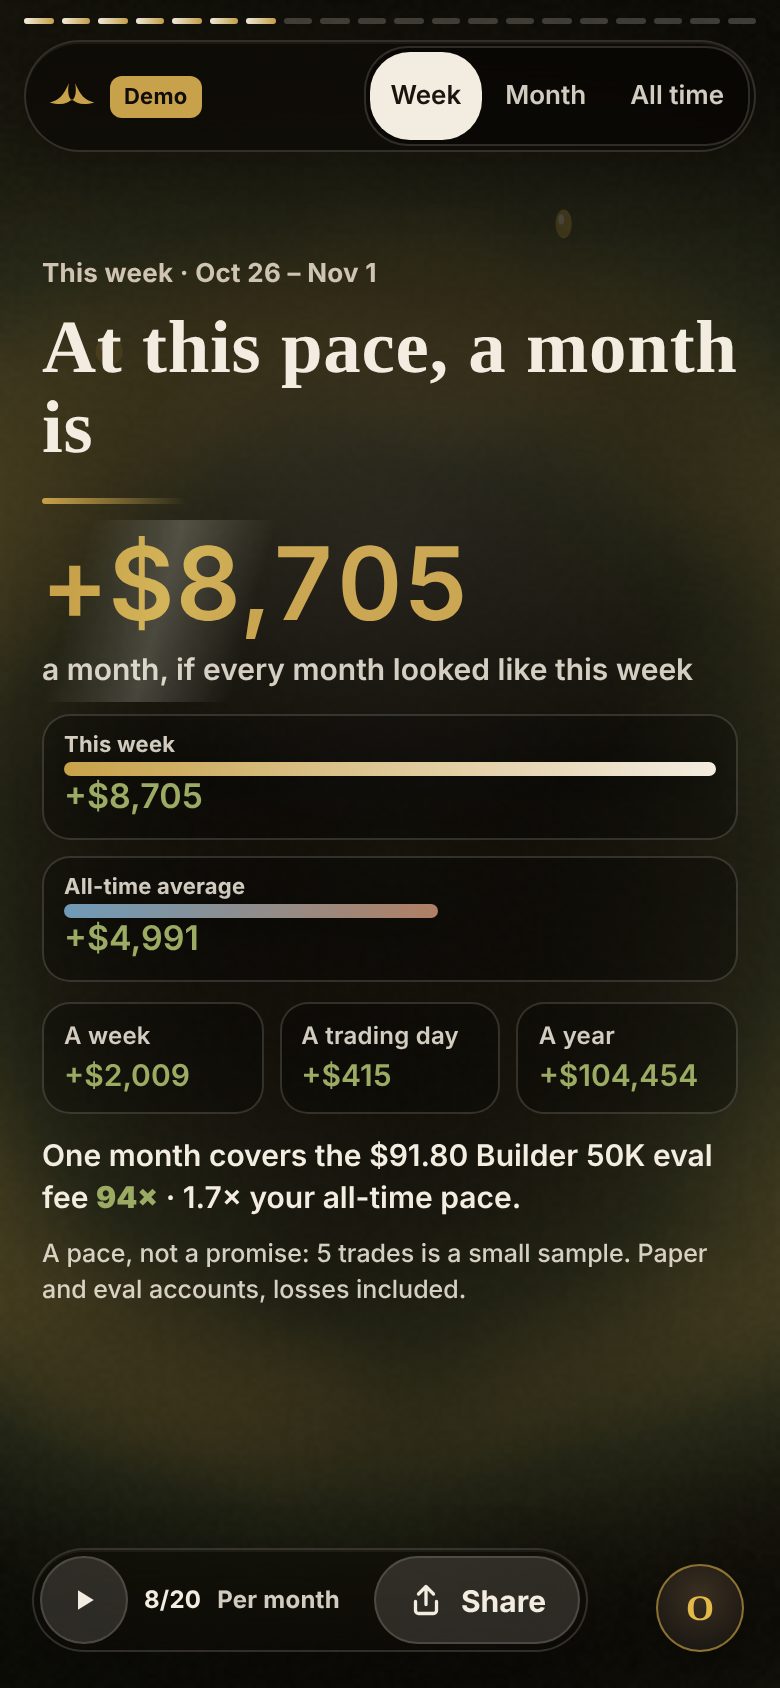 Demo
Week Month All time
This week · Oct 26 – Nov 1
At this pace, a month
is
+$8,705
a month, if every month looked like this week
This week
+$8,705
All-time average
+$4,991
A week
+$2,009
A trading day
+$415
A year
+$104,454
One month covers the $91.80 Builder 50K eval
fee 94× · 1.7× your all-time pace.
A pace, not a promise: 5 trades is a small sample. Paper
and eval accounts, losses included.
8/20 Per month
Share
O